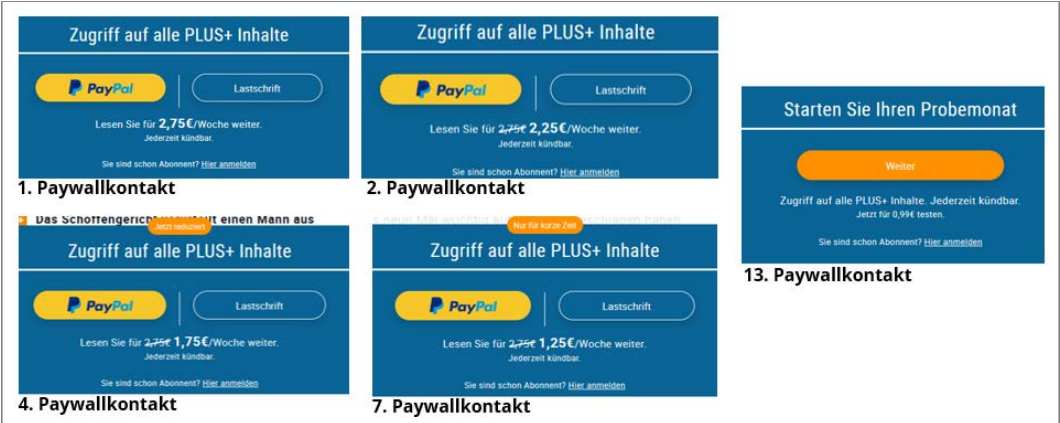 Zugriff auf alle PLUS+ Inhalte
PayPal
Lastschrift
Lesen Sie für 2,75€/Woche weiter.
Jederzeit kündbar.
Sie sind schon Abonnent? Hier anmelden
1. Paywallkontakt
Zugriff auf alle PLUS+ Inhalte
PayPal
Lastschrift
Lesen Sie für 2,75€ 2,25€/Woche weiter.
Jederzeit kündbar.
Sie sind schon Abonnent? Hier anmelden
2. Paywallkontakt
Das Schöffengericht einen Mann aus
Jetzt reduziert
Zugriff auf alle PLUS+ Inhalte
PayPal
Lastschrift
Lesen Sie für 2,75€ 1,75€/Woche weiter.
Jederzeit kündbar.
Sie sind schon Abonnent? Hier anmelden
4. Paywallkontakt
Nur für kurze Zeit
Zugriff auf alle PLUS+ Inhalte
PayPal
Lastschrift
Lesen Sie für 2,75€ 1,25€/Woche weiter.
Jederzeit kündbar.
Sie sind schon Abonnent? Hier anmelden
7. Paywallkontakt
Starten Sie Ihren Probemonat
Weiter
Zugriff auf alle PLUS+ Inhalte. Jederzeit kündbar.
Jetzt für 0,99€ testen.
Sie sind schon Abonnent? Hier anmelden
13. Paywallkontakt